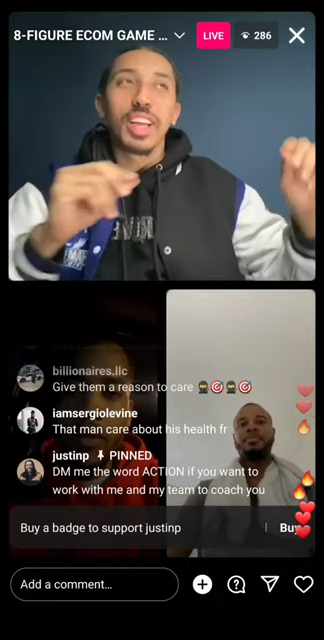 8-FIGURE ECOM GAME ...
LIVE
286
billionaires.llc
Give them a reason to care 🥷🎯🥷🎯
iamsergiolevine
That man care about his health fr
justinp 📌 PINNED
DM me the word ACTION if you want to
work with me and my team to coach you
Buy a badge to support justinp
Buy
Add a comment...